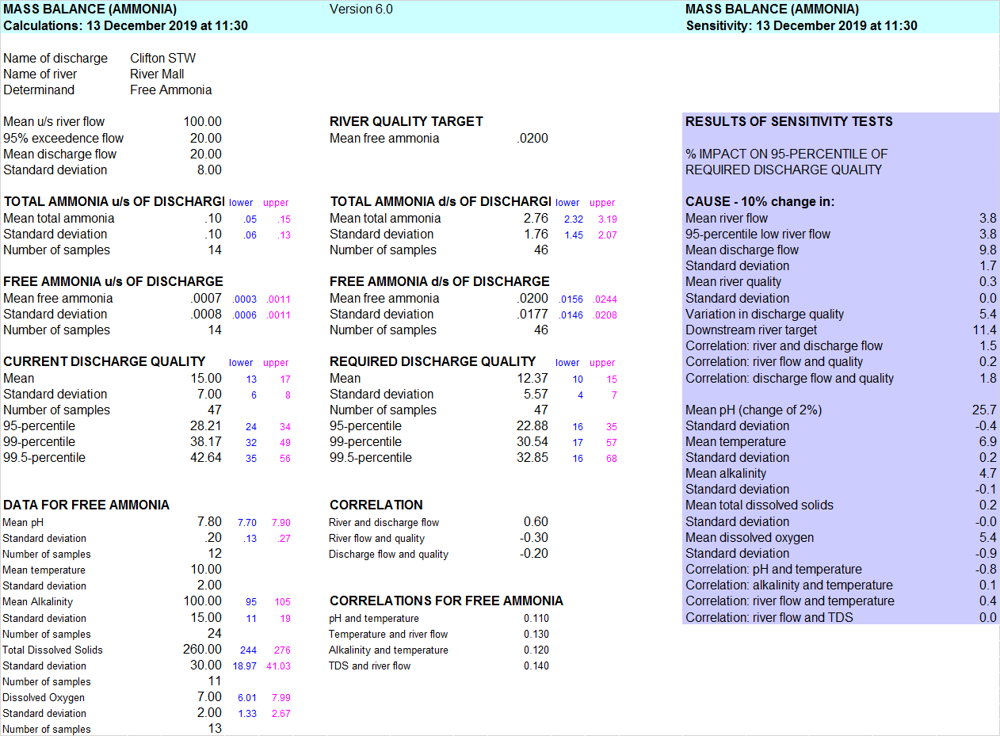 MASS BALANCE (AMMONIA) Version 6.0
Calculations: 13 December 2019 at 11:30
Name of discharge Clifton STW
Name of river River Mall
Determinand Free Ammonia
Mean u/s river flow 100.00
95% exceedence flow 20.00
Mean discharge flow 20.00
Standard deviation 8.00
TOTAL AMMONIA u/s OF DISCHARGI lower upper
Mean total ammonia .10 .05 .15
Standard deviation .10 .06 .13
Number of samples 14
FREE AMMONIA u/s OF DISCHARGE
Mean free ammonia .0007 .0003 .0011
Standard deviation .0008 .0006 .0011
Number of samples 14
CURRENT DISCHARGE QUALITY lower upper
Mean 15.00 13 17
Standard deviation 7.00 6 8
Number of samples 47
95-percentile 28.21 24 34
99-percentile 38.17 32 49
99.5-percentile 42.64 35 56
DATA FOR FREE AMMONIA
Mean pH 7.80 7.70 7.90
Standard deviation .20 .13 .27
Number of samples 12
Mean temperature 10.00
Standard deviation 2.00
Mean Alkalinity 100.00 95 105
Standard deviation 15.00 11 19
Number of samples 24
Total Dissolved Solids 260.00 244 276
Standard deviation 30.00 18.97 41.03
Number of samples 11
Dissolved Oxygen 7.00 6.01 7.99
Standard deviation 2.00 1.33 2.67
Number of samples 13
RIVER QUALITY TARGET
Mean free ammonia .0200
TOTAL AMMONIA d/s OF DISCHARGI lower upper
Mean total ammonia 2.76 2.32 3.19
Standard deviation 1.76 1.45 2.07
Number of samples 46
FREE AMMONIA d/s OF DISCHARGE
Mean free ammonia .0200 .0156 .0244
Standard deviation .0177 .0146 .0208
Number of samples 46
REQUIRED DISCHARGE QUALITY lower upper
Mean 12.37 10 15
Standard deviation 5.57 4 7
Number of samples 47
95-percentile 22.88 16 35
99-percentile 30.54 17 57
99.5-percentile 32.85 16 68
CORRELATION
River and discharge flow 0.60
River flow and quality -0.30
Discharge flow and quality -0.20
CORRELATIONS FOR FREE AMMONIA
pH and temperature 0.110
Temperature and river flow 0.130
Alkalinity and temperature 0.120
TDS and river flow 0.140
MASS BALANCE (AMMONIA)
Sensitivity: 13 December 2019 at 11:30
RESULTS OF SENSITIVITY TESTS
% IMPACT ON 95-PERCENTILE OF
REQUIRED DISCHARGE QUALITY
CAUSE - 10% change in:
Mean river flow 3.8
95-percentile low river flow 3.8
Mean discharge flow 9.8
Standard deviation 1.7
Mean river quality 0.3
Standard deviation 0.0
Variation in discharge quality 5.4
Downstream river target 11.4
Correlation: river and discharge flow 1.5
Correlation: river flow and quality 0.2
Correlation: discharge flow and quality 1.8
Mean pH (change of 2%) 25.7
Standard deviation -0.4
Mean temperature 6.9
Standard deviation 0.2
Mean alkalinity 4.7
Standard deviation -0.1
Mean total dissolved solids 0.2
Standard deviation -0.0
Mean dissolved oxygen 5.4
Standard deviation -0.9
Correlation: pH and temperature -0.8
Correlation: alkalinity and temperature 0.1
Correlation: river flow and temperature 0.4
Correlation: river flow and TDS 0.0